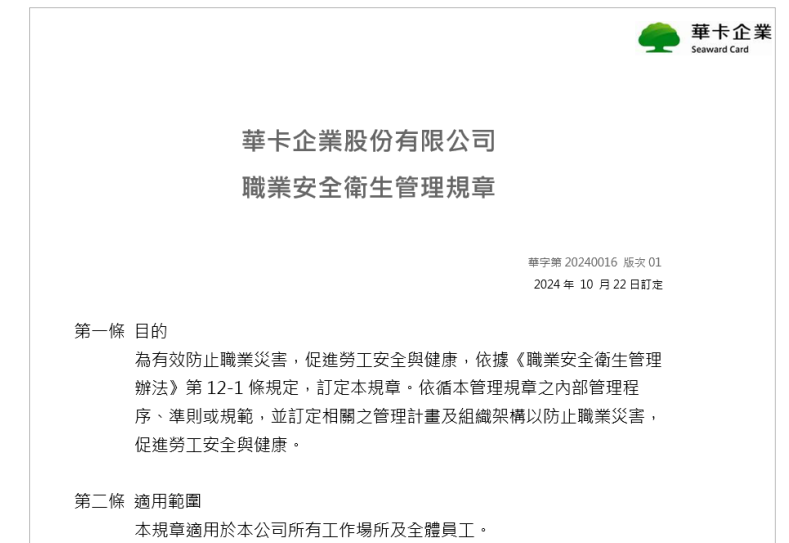 華卡企業
Seaward Card
華卡企業股份有限公司
職業安全衛生管理規章
華字第 20240016 版次 01
2024 年 10 月 22 日訂定
第一條 目的
為有效防止職業災害，促進勞工安全與健康，依據《職業安全衛生管理
辦法》第 12-1 條規定，訂定本規章。依循本管理規章之內部管理程
序、準則或規範，並訂定相關之管理計畫及組織架構以防止職業災害，
促進勞工安全與健康。
第二條 適用範圍
本規章適用於本公司所有工作場所及全體員工。